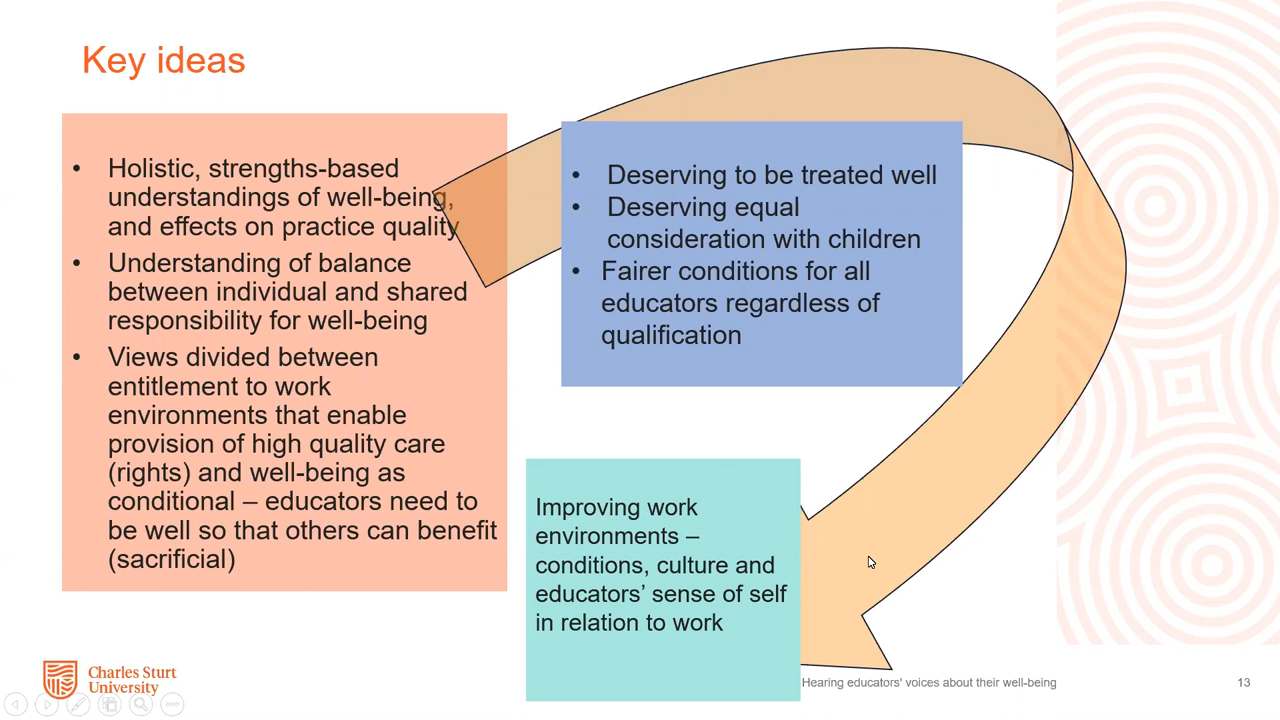 Key ideas
• Holistic, strengths-based
understandings of well-being,
and effects on practice quality
• Understanding of balance
between individual and shared
responsibility for well-being
• Views divided between
entitlement to work
environments that enable
provision of high quality care
(rights) and well-being as
conditional – educators need to
be well so that others can benefit
(sacrificial)
• Deserving to be treated well
• Deserving equal
consideration with children
• Fairer conditions for all
educators regardless of
qualification
Improving work
environments –
conditions, culture and
educators’ sense of self
in relation to work
Charles Sturt
University
Hearing educators' voices about their well-being
13